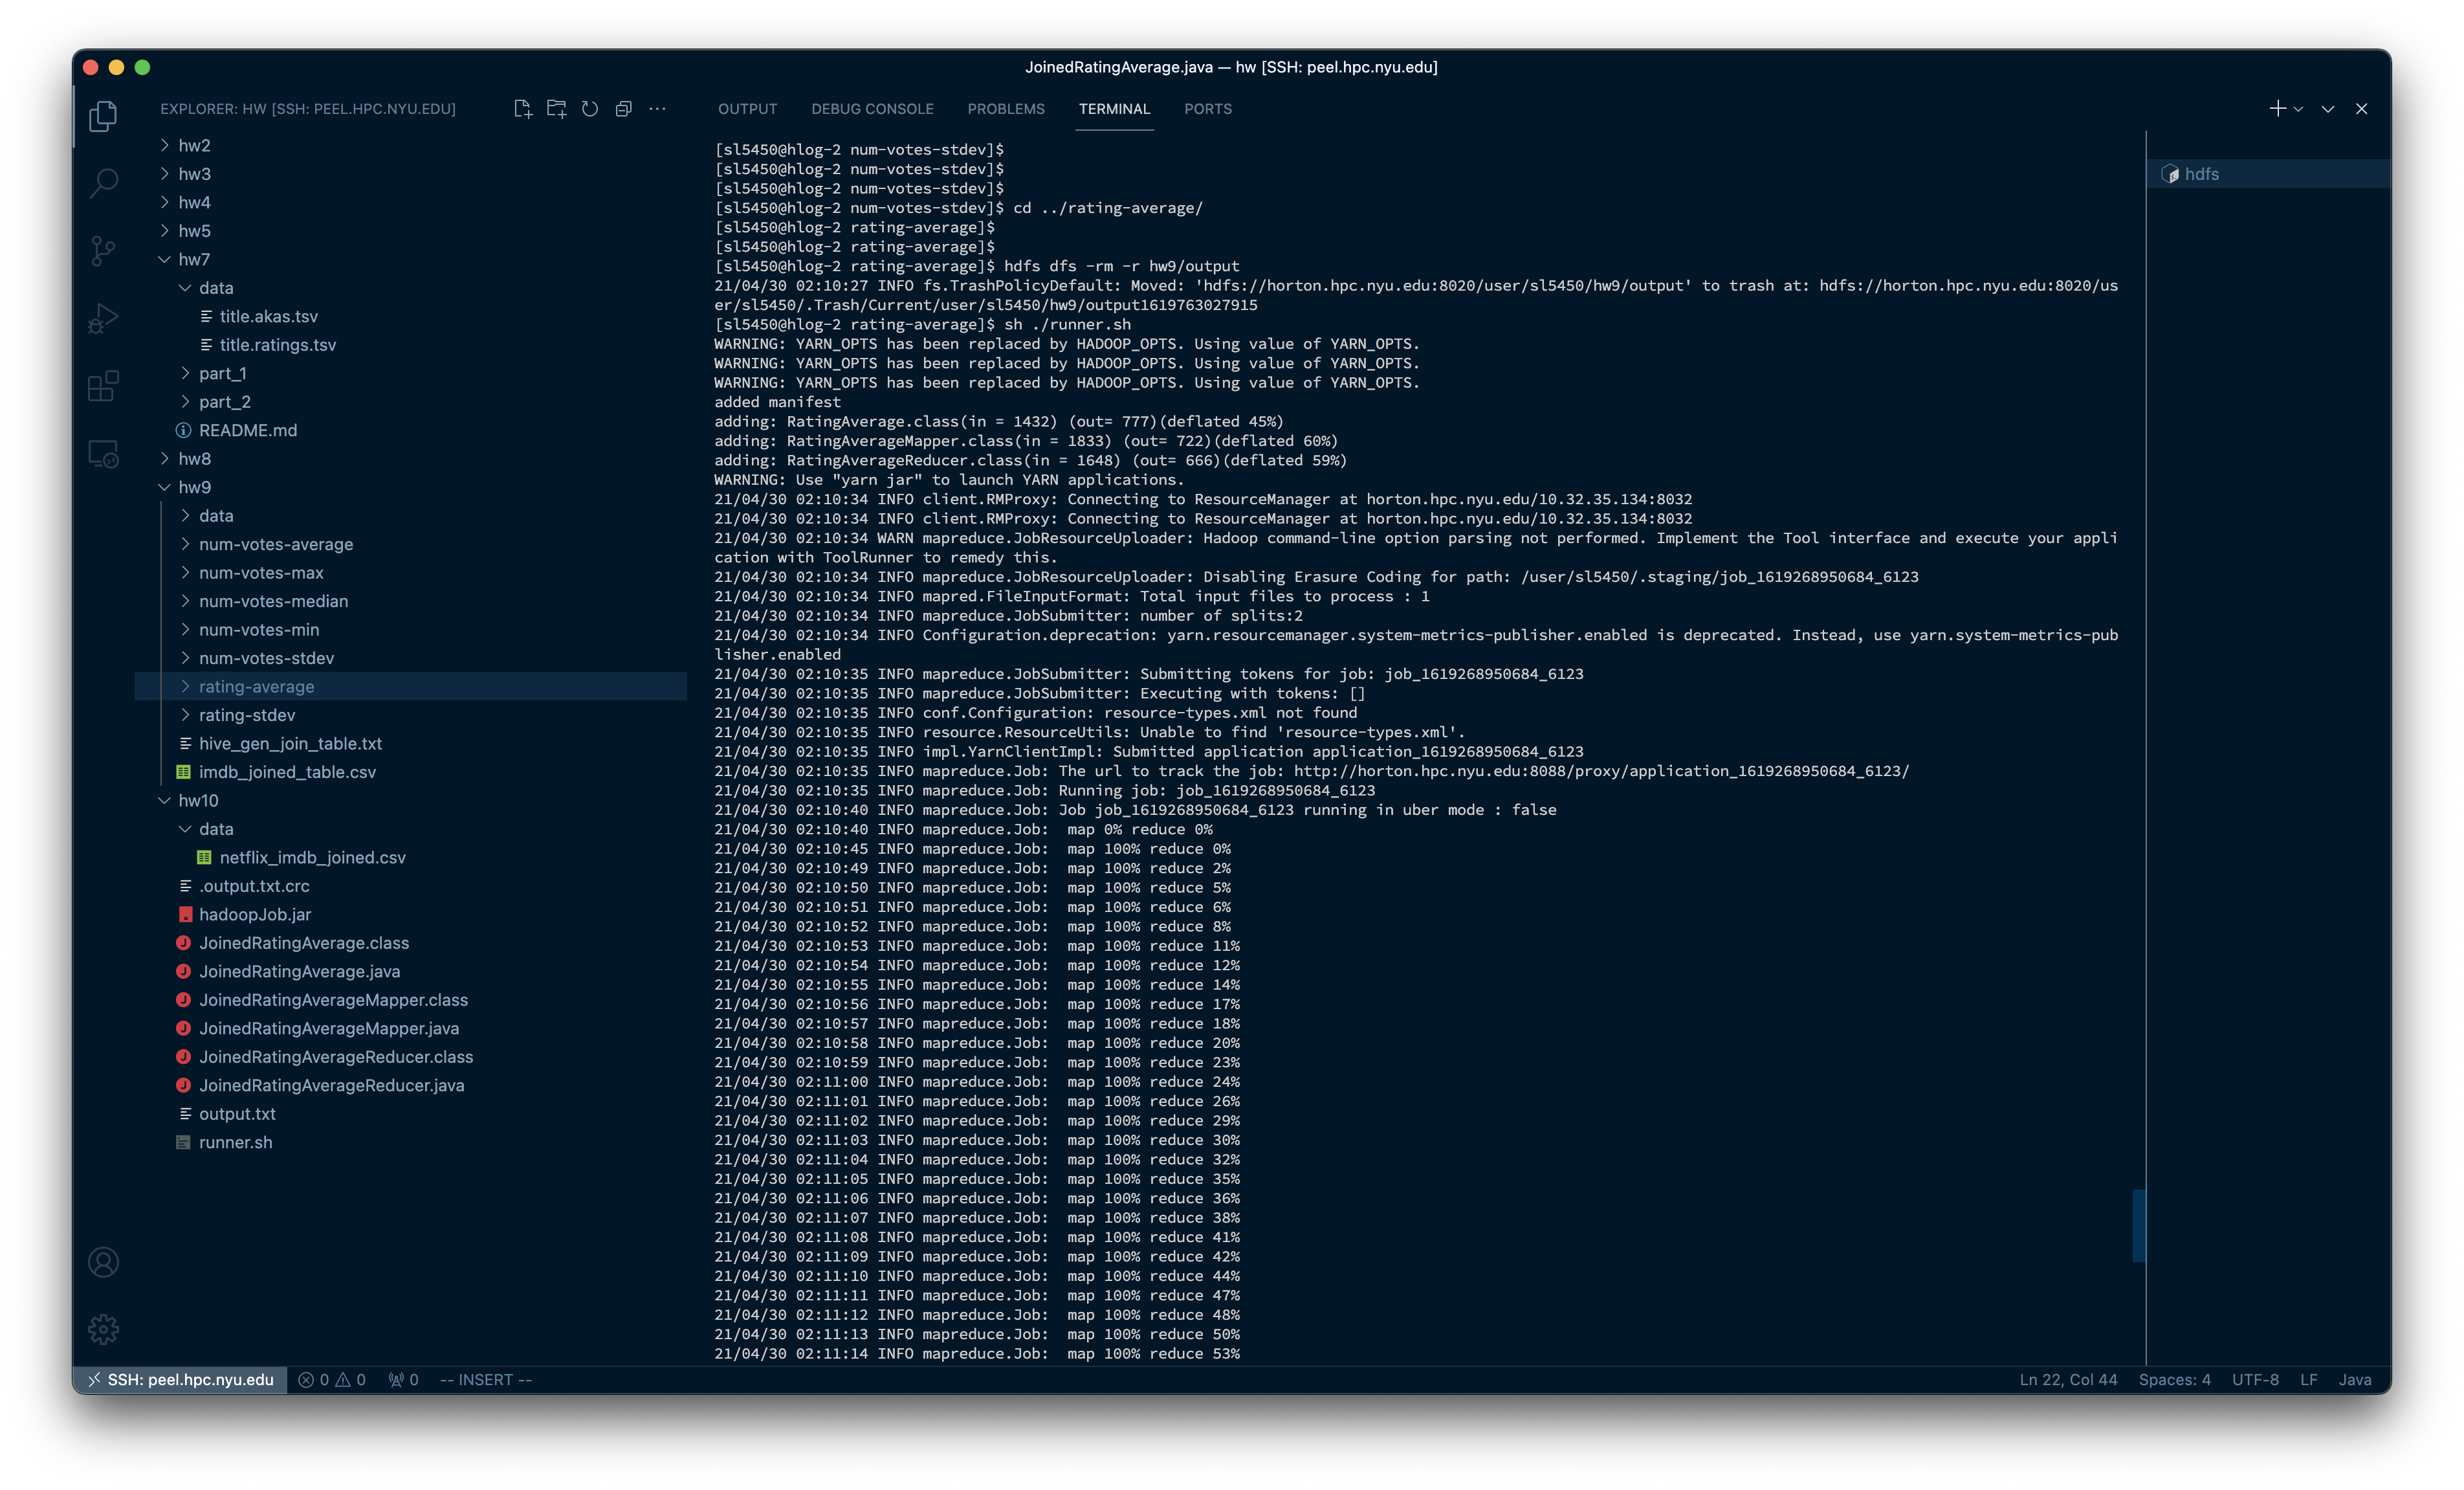 JoinedRatingAverage.java — hw [SSH: peel.hpc.nyu.edu]
EXPLORER: HW [SSH: PEEL.HPC.NYU.EDU]
hw2
hw3
hw4
hw5
hw7
data
title.akas.tsv
title.ratings.tsv
part_1
part_2
README.md
hw8
hw9
data
num-votes-average
num-votes-max
num-votes-median
num-votes-min
num-votes-stdev
rating-average
rating-stdev
hive_gen_join_table.txt
imdb_joined_table.csv
hw10
data
netflix_imdb_joined.csv
.output.txt.crc
hadoopJob.jar
JoinedRatingAverage.class
JoinedRatingAverage.java
JoinedRatingAverageMapper.class
JoinedRatingAverageMapper.java
JoinedRatingAverageReducer.class
JoinedRatingAverageReducer.java
output.txt
runner.sh
OUTPUT DEBUG CONSOLE PROBLEMS TERMINAL PORTS
[sl5450@hlog-2 num-votes-stdev]$
[sl5450@hlog-2 num-votes-stdev]$
[sl5450@hlog-2 num-votes-stdev]$
[sl5450@hlog-2 num-votes-stdev]$ cd ../rating-average/
[sl5450@hlog-2 rating-average]$
[sl5450@hlog-2 rating-average]$
[sl5450@hlog-2 rating-average]$ hdfs dfs -rm -r hw9/output
21/04/30 02:10:27 INFO fs.TrashPolicyDefault: Moved: 'hdfs://horton.hpc.nyu.edu:8020/user/sl5450/hw9/output' to trash at: hdfs://horton.hpc.nyu.edu:8020/us
er/sl5450/.Trash/Current/user/sl5450/hw9/output1619763027915
[sl5450@hlog-2 rating-average]$ sh ./runner.sh
WARNING: YARN_OPTS has been replaced by HADOOP_OPTS. Using value of YARN_OPTS.
WARNING: YARN_OPTS has been replaced by HADOOP_OPTS. Using value of YARN_OPTS.
WARNING: YARN_OPTS has been replaced by HADOOP_OPTS. Using value of YARN_OPTS.
added manifest
adding: RatingAverage.class(in = 1432) (out= 777)(deflated 45%)
adding: RatingAverageMapper.class(in = 1833) (out= 722)(deflated 60%)
adding: RatingAverageReducer.class(in = 1648) (out= 666)(deflated 59%)
WARNING: Use "yarn jar" to launch YARN applications.
21/04/30 02:10:34 INFO client.RMProxy: Connecting to ResourceManager at horton.hpc.nyu.edu/10.32.35.134:8032
21/04/30 02:10:34 INFO client.RMProxy: Connecting to ResourceManager at horton.hpc.nyu.edu/10.32.35.134:8032
21/04/30 02:10:34 WARN mapreduce.JobResourceUploader: Hadoop command-line option parsing not performed. Implement the Tool interface and execute your appli
cation with ToolRunner to remedy this.
21/04/30 02:10:34 INFO mapreduce.JobResourceUploader: Disabling Erasure Coding for path: /user/sl5450/.staging/job_1619268950684_6123
21/04/30 02:10:34 INFO mapred.FileInputFormat: Total input files to process : 1
21/04/30 02:10:34 INFO mapreduce.JobSubmitter: number of splits:2
21/04/30 02:10:34 INFO Configuration.deprecation: yarn.resourcemanager.system-metrics-publisher.enabled is deprecated. Instead, use yarn.system-metrics-pub
lisher.enabled
21/04/30 02:10:35 INFO mapreduce.JobSubmitter: Submitting tokens for job: job_1619268950684_6123
21/04/30 02:10:35 INFO mapreduce.JobSubmitter: Executing with tokens: []
21/04/30 02:10:35 INFO conf.Configuration: resource-types.xml not found
21/04/30 02:10:35 INFO resource.ResourceUtils: Unable to find 'resource-types.xml'.
21/04/30 02:10:35 INFO impl.YarnClientImpl: Submitted application application_1619268950684_6123
21/04/30 02:10:35 INFO mapreduce.Job: The url to track the job: http://horton.hpc.nyu.edu:8088/proxy/application_1619268950684_6123/
21/04/30 02:10:35 INFO mapreduce.Job: Running job: job_1619268950684_6123
21/04/30 02:10:40 INFO mapreduce.Job: Job job_1619268950684_6123 running in uber mode : false
21/04/30 02:10:40 INFO mapreduce.Job:  map 0% reduce 0%
21/04/30 02:10:45 INFO mapreduce.Job:  map 100% reduce 0%
21/04/30 02:10:49 INFO mapreduce.Job:  map 100% reduce 2%
21/04/30 02:10:50 INFO mapreduce.Job:  map 100% reduce 5%
21/04/30 02:10:51 INFO mapreduce.Job:  map 100% reduce 6%
21/04/30 02:10:52 INFO mapreduce.Job:  map 100% reduce 8%
21/04/30 02:10:53 INFO mapreduce.Job:  map 100% reduce 11%
21/04/30 02:10:54 INFO mapreduce.Job:  map 100% reduce 12%
21/04/30 02:10:55 INFO mapreduce.Job:  map 100% reduce 14%
21/04/30 02:10:56 INFO mapreduce.Job:  map 100% reduce 17%
21/04/30 02:10:57 INFO mapreduce.Job:  map 100% reduce 18%
21/04/30 02:10:58 INFO mapreduce.Job:  map 100% reduce 20%
21/04/30 02:10:59 INFO mapreduce.Job:  map 100% reduce 23%
21/04/30 02:11:00 INFO mapreduce.Job:  map 100% reduce 24%
21/04/30 02:11:01 INFO mapreduce.Job:  map 100% reduce 26%
21/04/30 02:11:02 INFO mapreduce.Job:  map 100% reduce 29%
21/04/30 02:11:03 INFO mapreduce.Job:  map 100% reduce 30%
21/04/30 02:11:04 INFO mapreduce.Job:  map 100% reduce 32%
21/04/30 02:11:05 INFO mapreduce.Job:  map 100% reduce 35%
21/04/30 02:11:06 INFO mapreduce.Job:  map 100% reduce 36%
21/04/30 02:11:07 INFO mapreduce.Job:  map 100% reduce 38%
21/04/30 02:11:08 INFO mapreduce.Job:  map 100% reduce 41%
21/04/30 02:11:09 INFO mapreduce.Job:  map 100% reduce 42%
21/04/30 02:11:10 INFO mapreduce.Job:  map 100% reduce 44%
21/04/30 02:11:11 INFO mapreduce.Job:  map 100% reduce 47%
21/04/30 02:11:12 INFO mapreduce.Job:  map 100% reduce 48%
21/04/30 02:11:13 INFO mapreduce.Job:  map 100% reduce 50%
21/04/30 02:11:14 INFO mapreduce.Job:  map 100% reduce 53%
hdfs
SSH: peel.hpc.nyu.edu 0 0 0 -- INSERT -- Ln 22, Col 44 Spaces: 4 UTF-8 LF Java